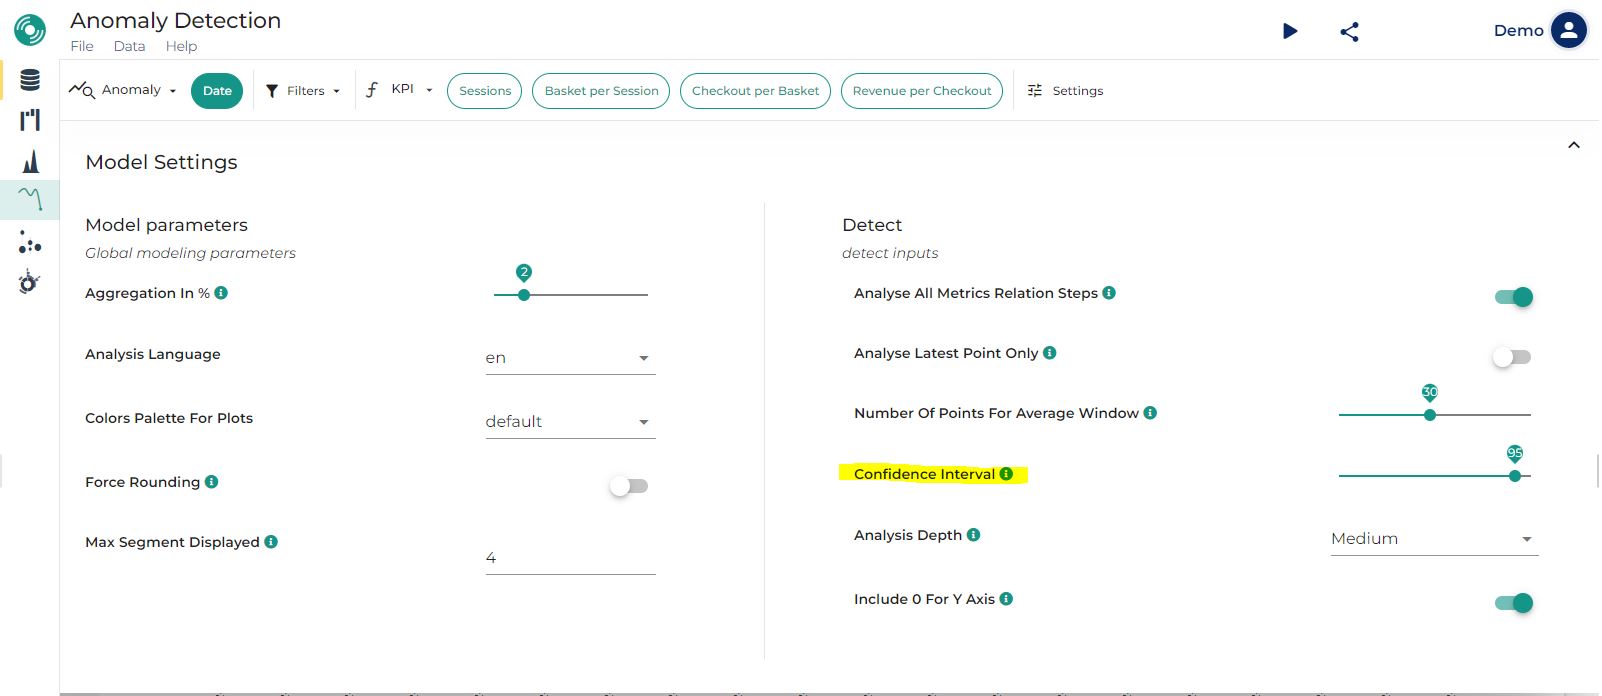 Anomaly Detection
File Data Help
Demo
Anomaly Date Filters KPI Sessions Basket per Session Checkout per Basket Revenue per Checkout Settings
Model Settings
Model parameters
Global modeling parameters
Aggregation In %
2
Analysis Language
en
Colors Palette For Plots
default
Force Rounding
Max Segment Displayed
4
Detect
detect inputs
Analyse All Metrics Relation Steps
Analyse Latest Point Only
Number Of Points For Average Window
30
Confidence Interval
95
Analysis Depth
Medium
Include 0 For Y Axis